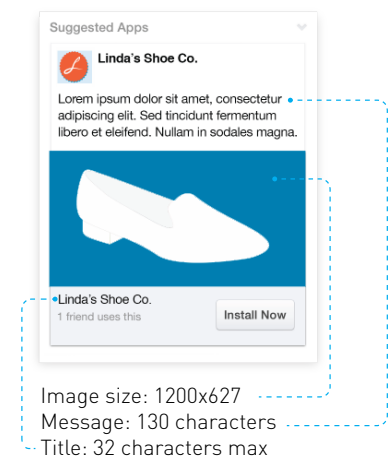 Suggested Apps
Linda's Shoe Co.
Lorem ipsum dolor sit amet, consectetur
adipiscing elit. Sed tincidunt fermentum
libero et eleifend. Nullam in sodales magna.
Linda's Shoe Co.
1 friend uses this
Install Now
Image size: 1200x627
Message: 130 characters
Title: 32 characters max